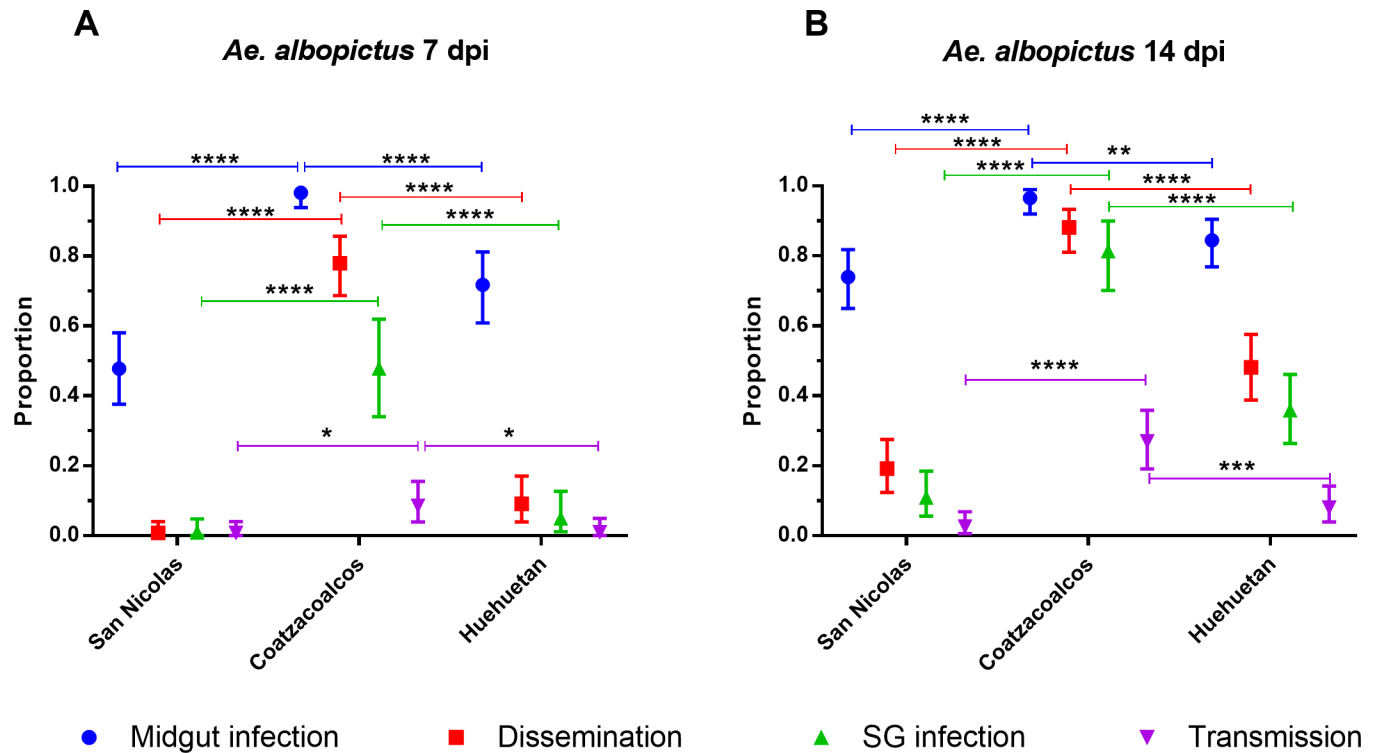 A
Ae. albopictus 7 dpi
****
****
****
****
****
****
*
*
Proportion
1.0
0.8
0.6
0.4
0.2
0.0
San Nicolas
Coatzacoalcos
Huehuetan
B
Ae. albopictus 14 dpi
****
****
****
**
****
****
****
***
Proportion
1.0
0.8
0.6
0.4
0.2
0.0
San Nicolas
Coatzacoalcos
Huehuetan
Midgut infection
Dissemination
SG infection
Transmission